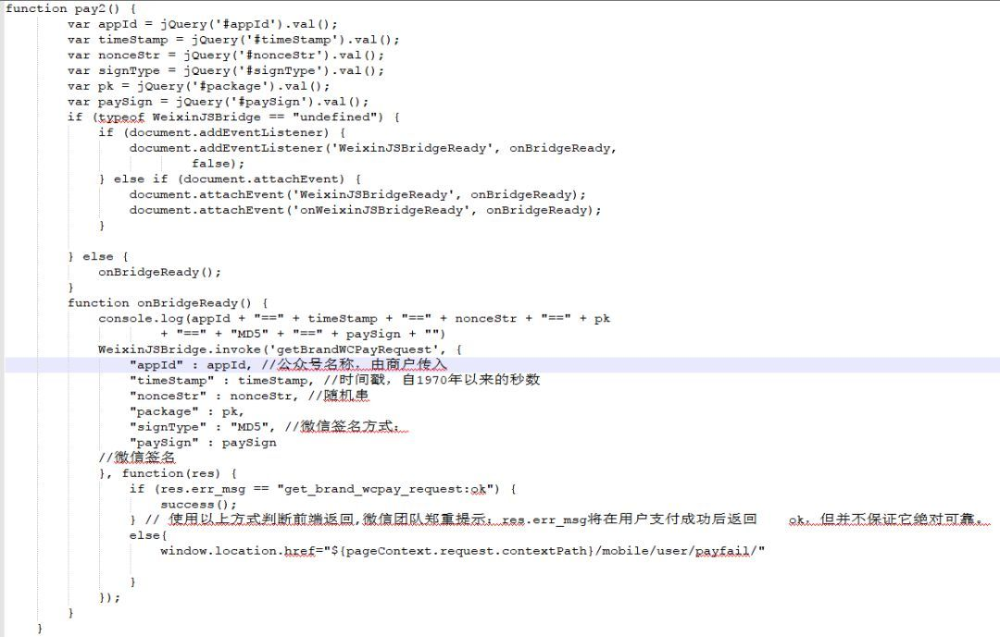 function pay2() {
var appId = jQuery('#appId').val();
var timeStamp = jQuery('#timeStamp').val();
var nonceStr = jQuery('#nonceStr').val();
var signType = jQuery('#signType').val();
var pk = jQuery('#package').val();
var paySign = jQuery('#paySign').val();
if (typeof WeixinJSBridge == "undefined") {
if (document.addEventListener) {
document.addEventListener('WeixinJSBridgeReady', onBridgeReady,
false);
} else if (document.attachEvent) {
document.attachEvent('WeixinJSBridgeReady', onBridgeReady);
document.attachEvent('onWeixinJSBridgeReady', onBridgeReady);
}
} else {
onBridgeReady();
}
function onBridgeReady() {
console.log(appId + "==" + timeStamp + "==" + nonceStr + "==" + pk
+ "==" + "MD5" + "==" + paySign + "")
WeixinJSBridge.invoke('getBrandWCPayRequest', {
"appId" : appId, //公众号名称，由商户传入
"timeStamp" : timeStamp, //时间戳，自1970年以来的秒数
"nonceStr" : nonceStr, //随机串
"package" : pk,
"signType" : "MD5", //微信签名方式：
"paySign" : paySign
//微信签名
}, function(res) {
if (res.err_msg == "get_brand_wcpay_request:ok") {
success();
} // 使用以上方式判断前端返回,微信团队郑重提示：res.err_msg将在用户支付成功后返回    ok，但并不保证它绝对可靠。
else{
window.location.href="${pageContext.request.contextPath}/mobile/user/payfail/"
}
});
}
}